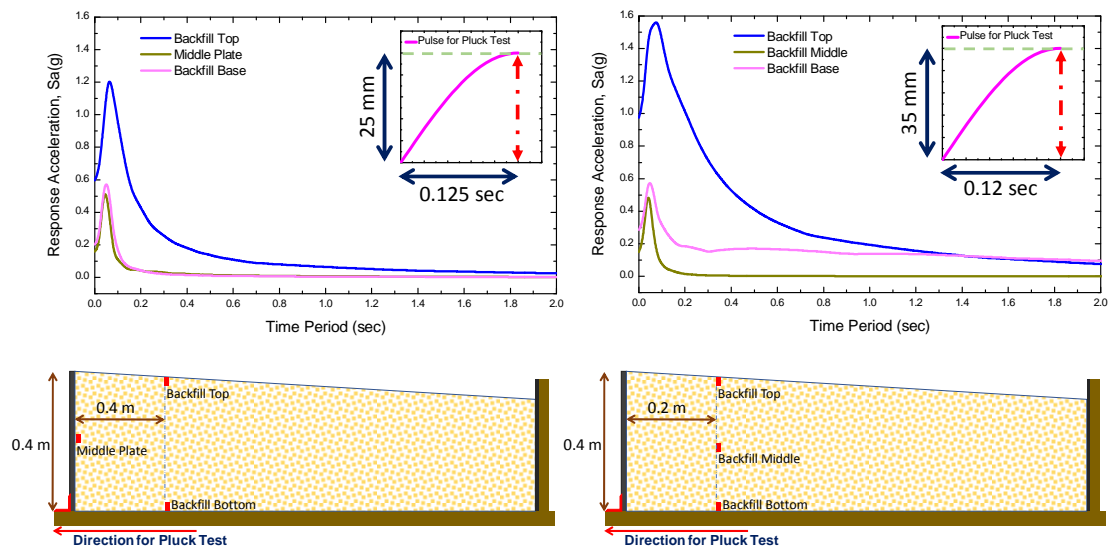 Response Acceleration, Sa(g)
1.6
1.4
1.2
1.0
0.8
0.6
0.4
0.2
0.0
Backfill Top
Middle Plate
Backfill Base
Pulse for Pluck Test
25 mm
0.125 sec
0.0 0.2 0.4 0.6 0.8 1.0 1.2 1.4 1.6 1.8 2.0
Time Period (sec)
Response Acceleration, Sa(g)
1.6
1.4
1.2
1.0
0.8
0.6
0.4
0.2
0.0
Backfill Top
Backfill Middle
Backfill Base
Pulse for Pluck Test
35 mm
0.12 sec
0.0 0.2 0.4 0.6 0.8 1.0 1.2 1.4 1.6 1.8 2.0
Time Period (sec)
Backfill Top
0.4 m
0.4 m
Middle Plate
Backfill Bottom
Direction for Pluck Test
Backfill Top
0.2 m
0.4 m
Backfill Middle
Backfill Bottom
Direction for Pluck Test